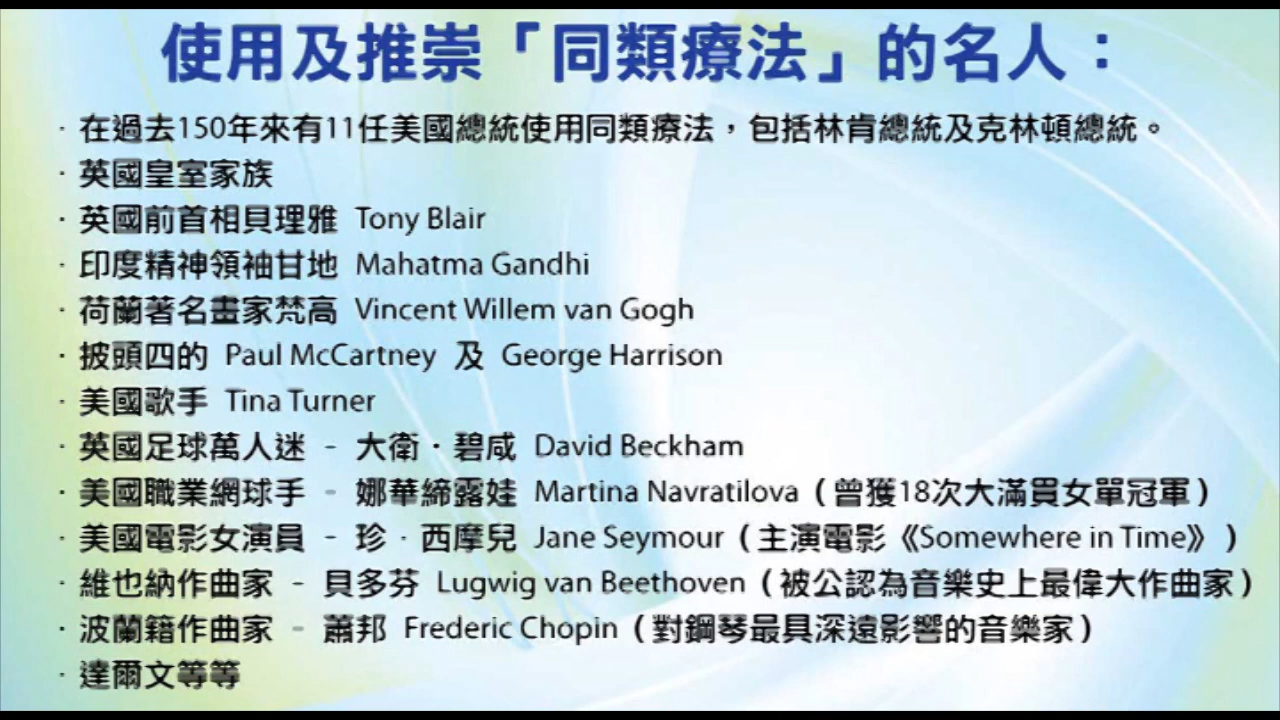 使用及推崇「同類療法」的名人：
· 在過去150年來有11任美國總統使用同類療法，包括林肯總統及克林頓總統。
· 英國皇室家族
· 英國前首相貝理雅 Tony Blair
· 印度精神領袖甘地 Mahatma Gandhi
· 荷蘭著名畫家梵高 Vincent Willem van Gogh
· 披頭四的 Paul McCartney 及 George Harrison
· 美國歌手 Tina Turner
· 英國足球萬人迷 - 大衛·碧咸 David Beckham
· 美國職業網球手 - 娜華締露娃 Martina Navratilova（曾獲18次大滿貫女單冠軍）
· 美國電影女演員 - 珍·西摩兒 Jane Seymour（主演電影《Somewhere in Time》）
· 維也納作曲家 - 貝多芬 Lugwig van Beethoven（被公認為音樂史上最偉大作曲家）
· 波蘭籍作曲家 - 蕭邦 Frederic Chopin（對鋼琴最具深遠影響的音樂家）
· 達爾文等等